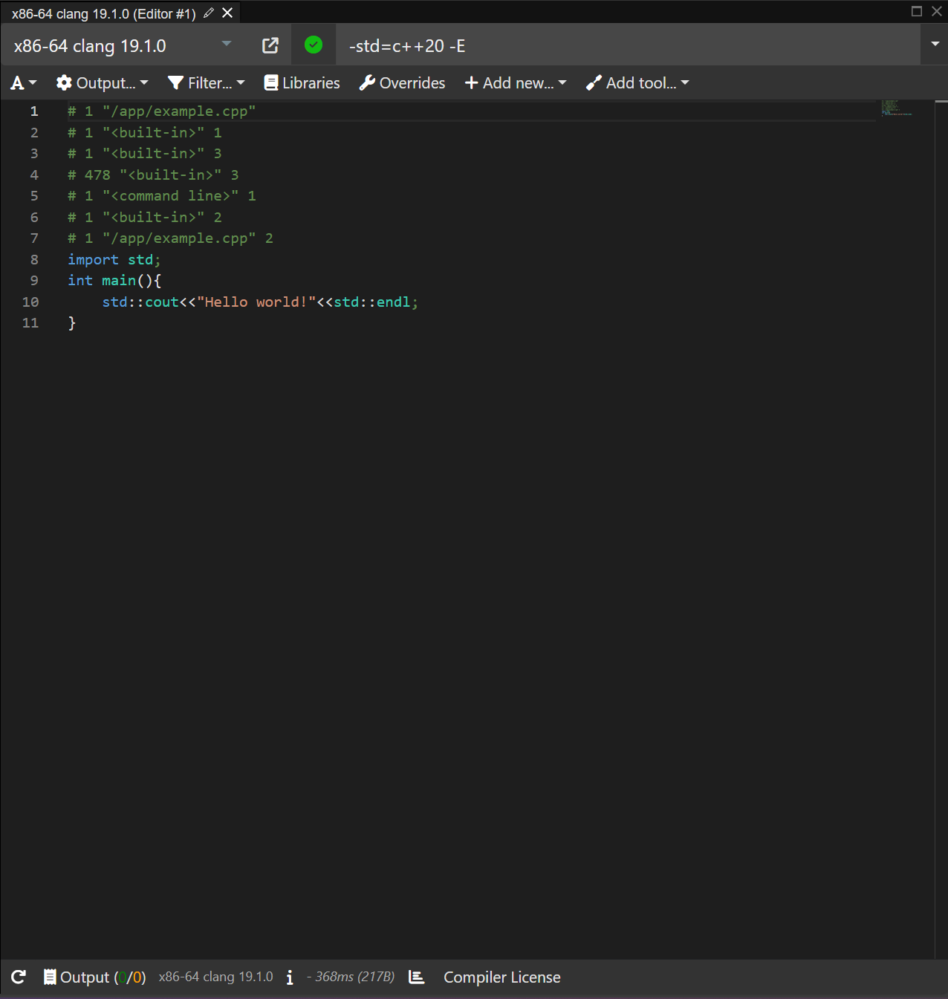 x86-64 clang 19.1.0 (Editor #1)
x86-64 clang 19.1.0 -std=c++20 -E
A Output... Filter... Libraries Overrides Add new... Add tool...
1 # 1 "/app/example.cpp"
2 # 1 "<built-in>" 1
3 # 1 "<built-in>" 3
4 # 478 "<built-in>" 3
5 # 1 "<command line>" 1
6 # 1 "<built-in>" 2
7 # 1 "/app/example.cpp" 2
8 import std;
9 int main(){
10     std::cout<<"Hello world!"<<std::endl;
11 }
Output (0/0) x86-64 clang 19.1.0 i - 368ms (217B) Compiler License